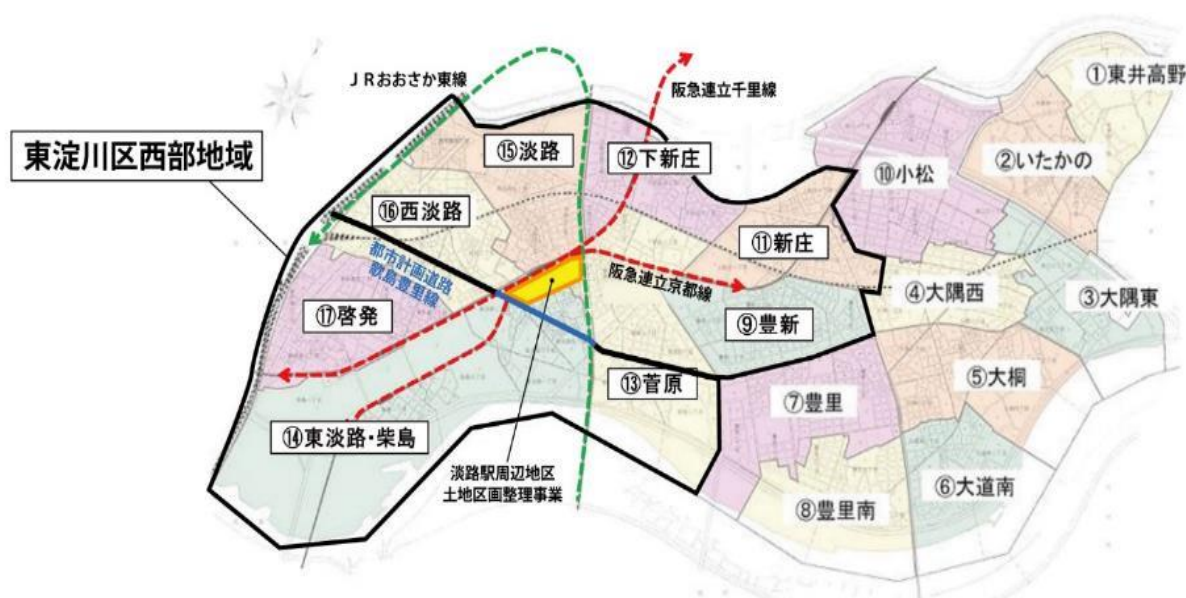 ①東井高野
JRおおさか東線
阪急連立千里線
東淀川区西部地域
⑮淡路
⑫下新庄
②いたかの
⑩小松
⑯西淡路
⑪新庄
都市計画道路
歌島豊里線
阪急連立京都線
④大隅西
③大隅東
⑰啓発
⑨豊新
⑬菅原
⑤大桐
⑦豊里
⑭東淡路・柴島
淡路駅周辺地区
土地区画整理事業
⑥大道南
⑧豊里南